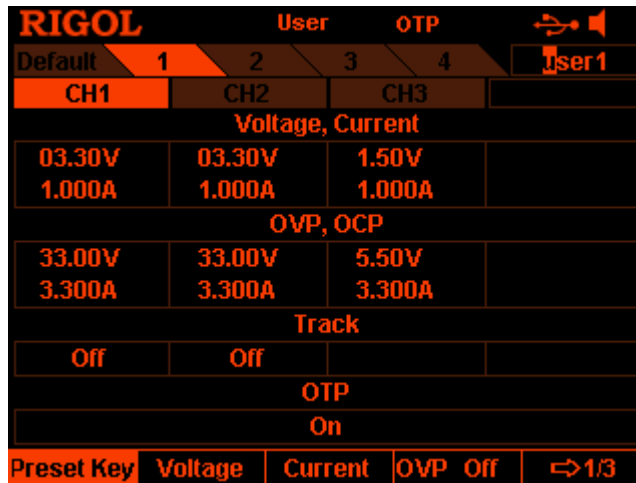 RIGOL User OTP
Default 1 2 3 4 user1
CH1 CH2 CH3
Voltage, Current
03.30V 03.30V 1.50V
1.000A 1.000A 1.000A
OVP, OCP
33.00V 33.00V 5.50V
3.300A 3.300A 3.300A
Track
Off Off
OTP
On
Preset Key Voltage Current OVP Off ⇨1/3